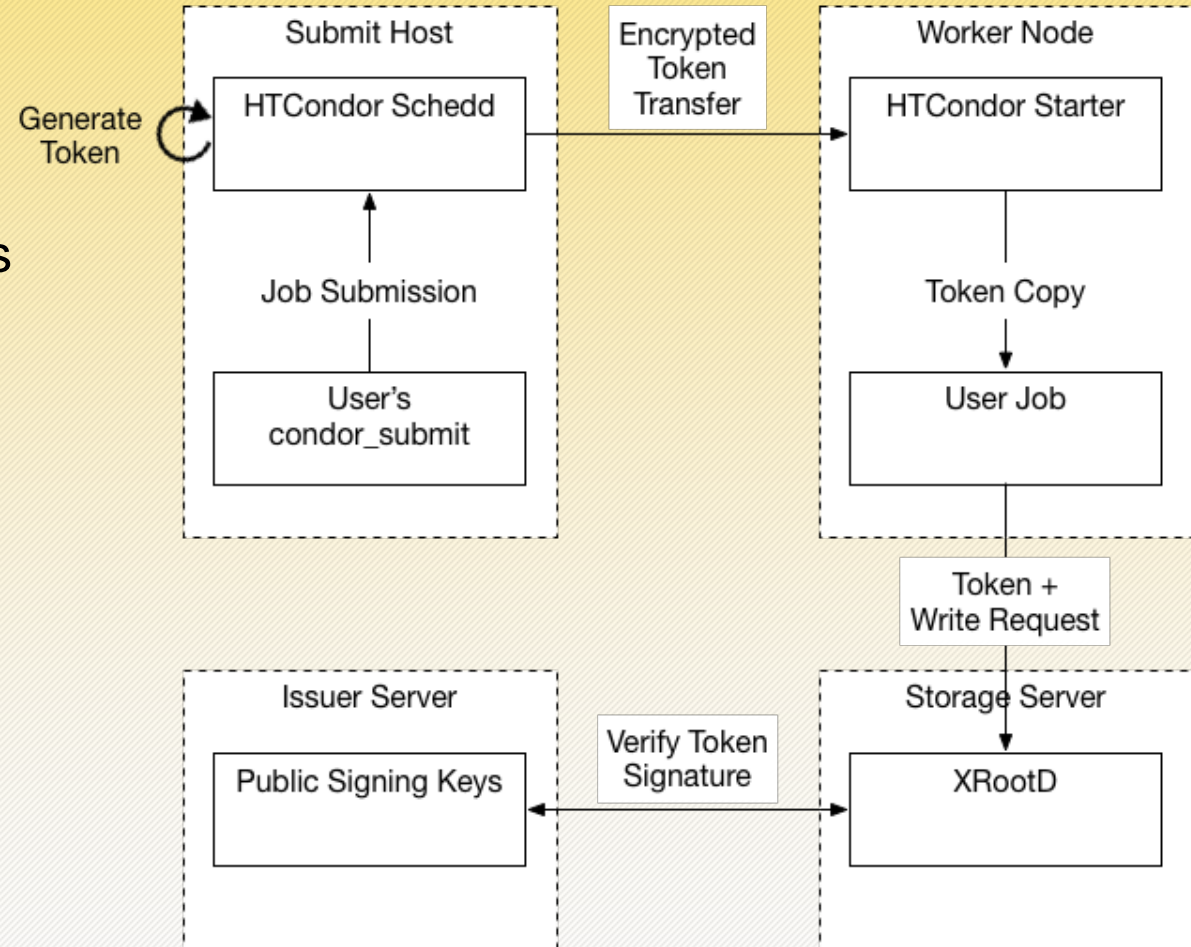 Submit Host
Encrypted
Token
Transfer
Worker Node
HTCondor Schedd
HTCondor Starter
Generate
Token
s
Job Submission
Token Copy
User's
condor_submit
User Job
Token +
Write Request
Issuer Server
Storage Server
Verify Token
Signature
Public Signing Keys
XRootD